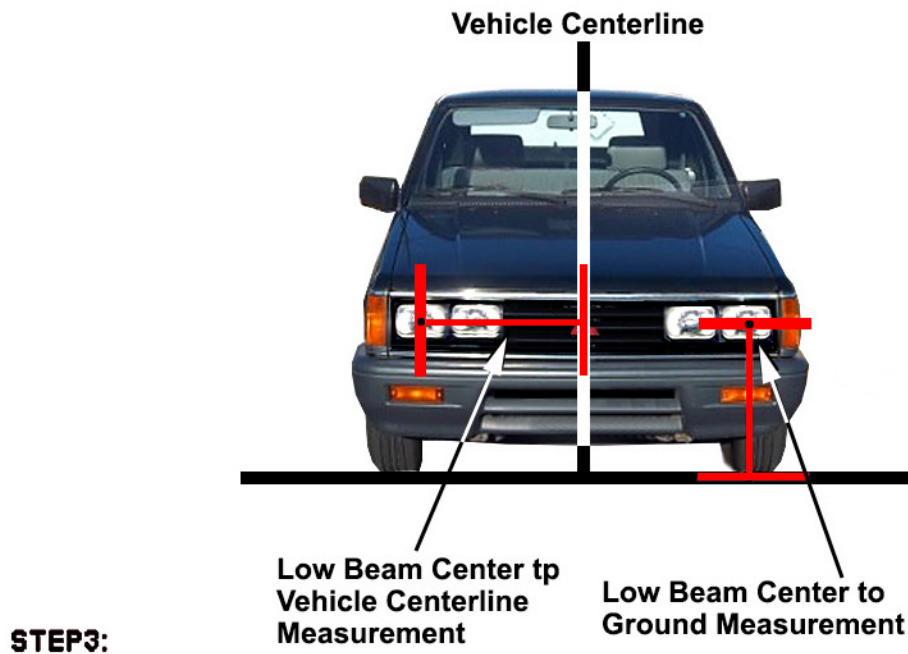 Vehicle Centerline
Low Beam Center tp
Vehicle Centerline
Measurement
Low Beam Center to
Ground Measurement
STEP3: